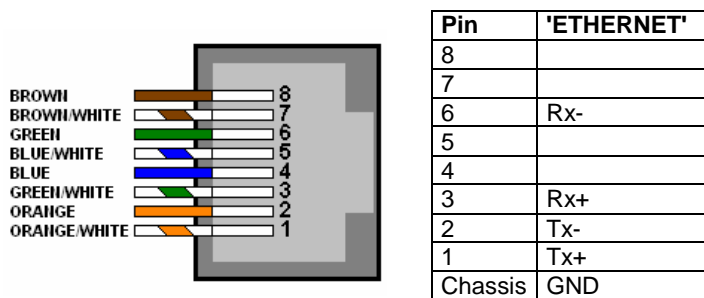 BROWN 8
BROWN/WHITE 7
GREEN 6
BLUE/WHITE 5
BLUE 4
GREEN/WHITE 3
ORANGE 2
ORANGE/WHITE 1
Pin 'ETHERNET'
8
7
6 Rx-
5
4
3 Rx+
2 Tx-
1 Tx+
Chassis GND